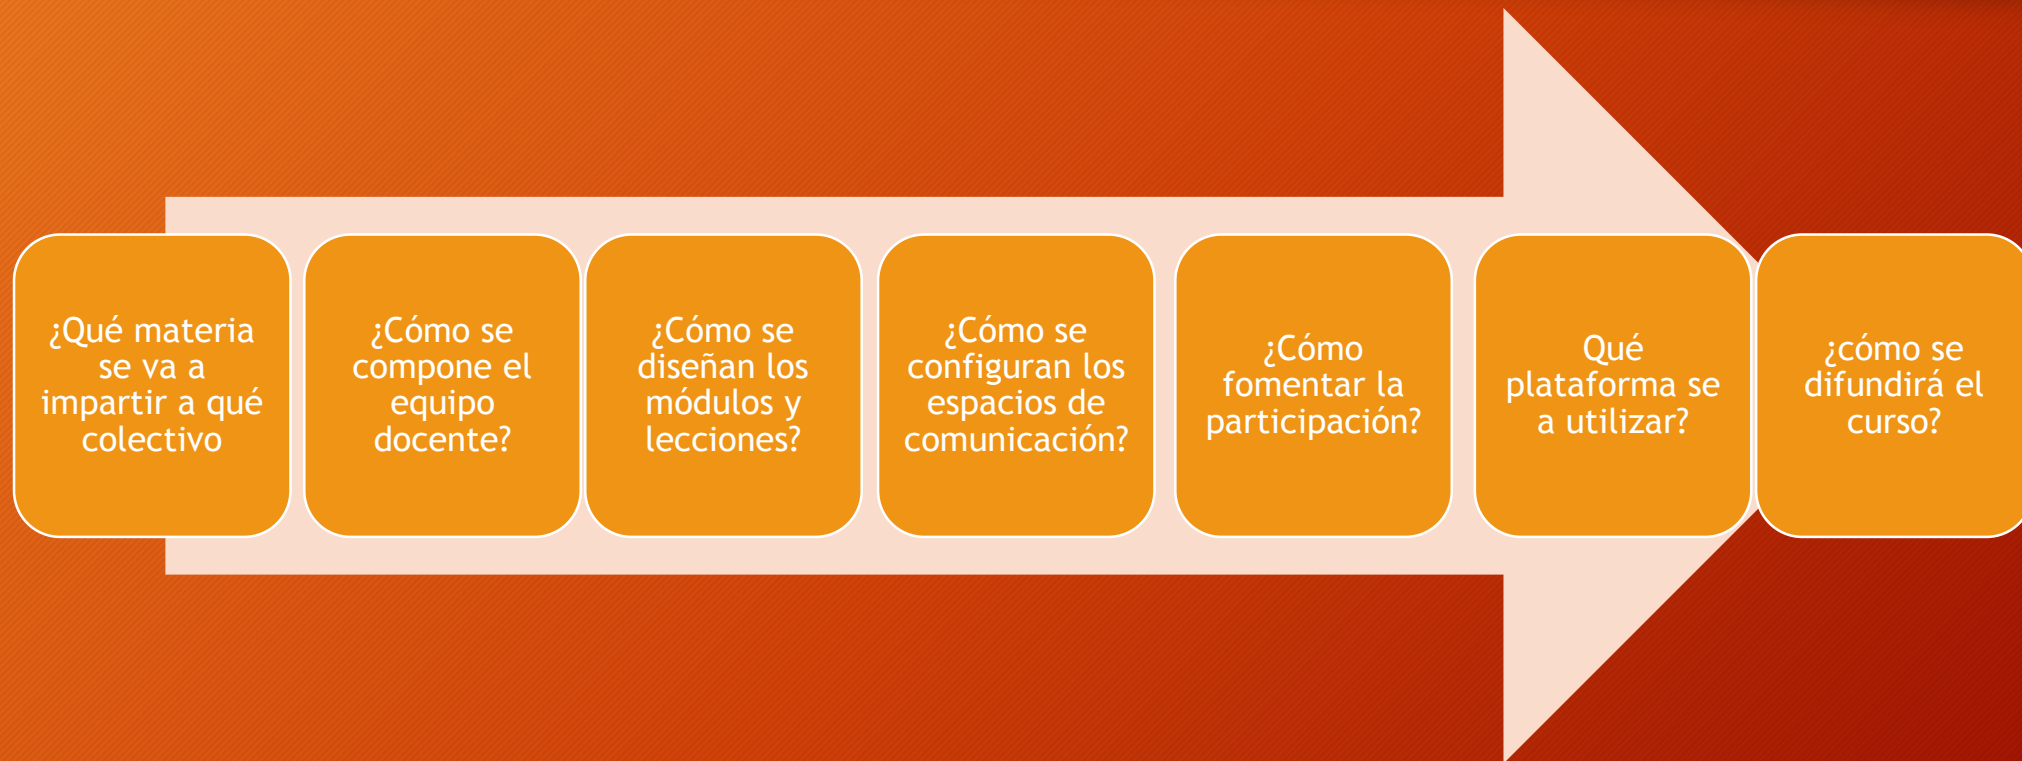 ¿Qué materia
se va a
impartir a qué
colectivo
¿Cómo se
compone el
equipo
docente?
¿Cómo se
diseñan los
módulos y
lecciones?
¿Cómo se
configuran los
espacios de
comunicación?
¿Cómo
fomentar la
participación?
Qué
plataforma se
a utilizar?
¿cómo se
difundirá el
curso?